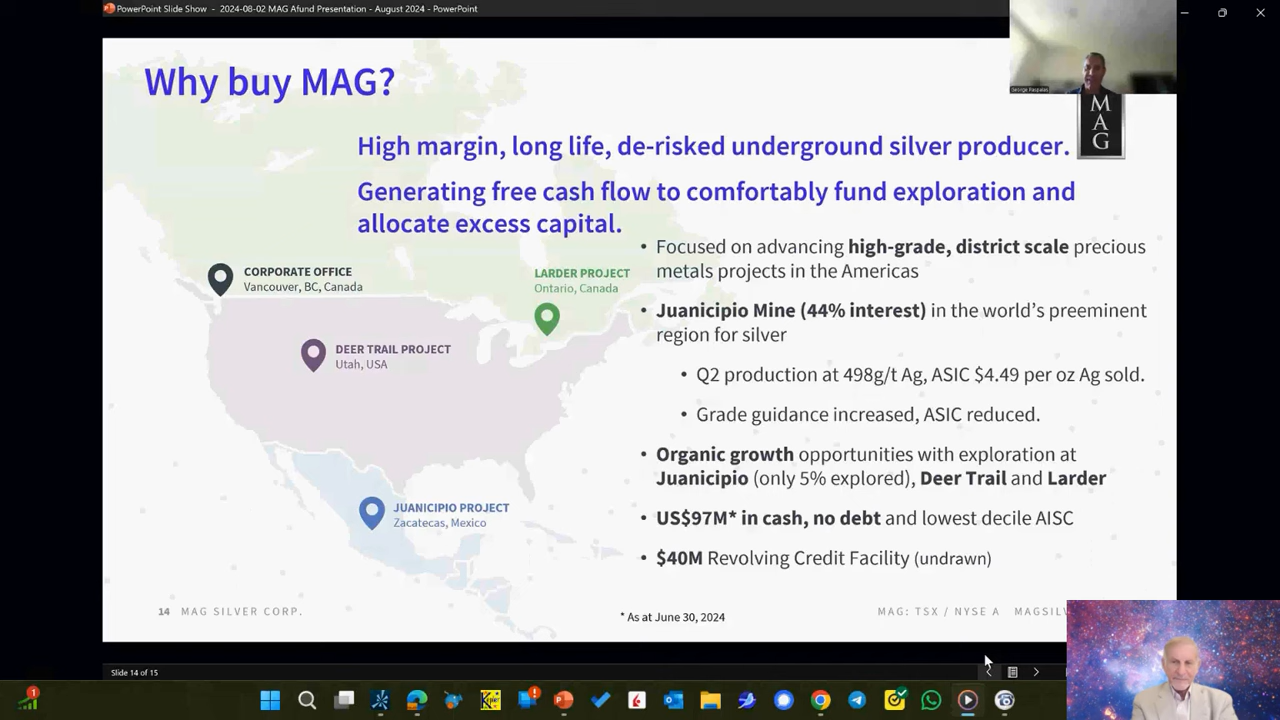 PowerPoint Slide Show - 2024-08-02 MAG Afund Presentation - August 2024 - PowerPoint
Why buy MAG?
MAG
High margin, long life, de-risked underground silver producer.
Generating free cash flow to comfortably fund exploration and
allocate excess capital.
CORPORATE OFFICE
Vancouver, BC, Canada
LARDER PROJECT
Ontario, Canada
DEER TRAIL PROJECT
Utah, USA
JUANICIPIO PROJECT
Zacatecas, Mexico
• Focused on advancing high-grade, district scale precious
metals projects in the Americas
• Juanicipio Mine (44% interest) in the world's preeminent
region for silver
• Q2 production at 498g/t Ag, ASIC $4.49 per oz Ag sold.
• Grade guidance increased, ASIC reduced.
• Organic growth opportunities with exploration at
Juanicipio (only 5% explored), Deer Trail and Larder
• US$97M* in cash, no debt and lowest decile AISC
• $40M Revolving Credit Facility (undrawn)
14 MAG SILVER CORP.
* As at June 30, 2024
MAG: TSX / NYSE A MAGSIL
Slide 14 of 15
1